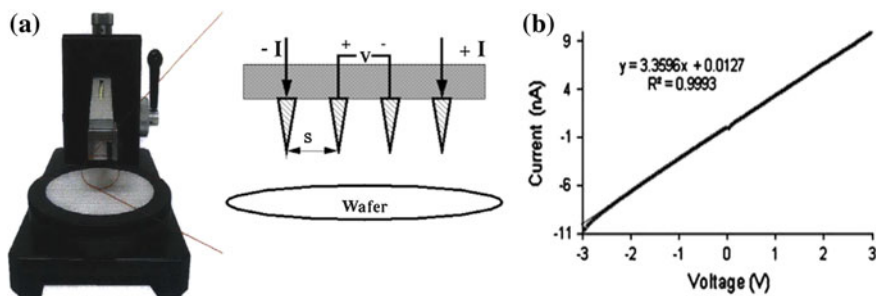 (a)
- I
+ V -
+ I
S
Wafer
(b)
y = 3.3596x + 0.0127
R² = 0.9993
Current (nA)
9
4
-1
-6
-11
-3 -2 -1 0 1 2 3
Voltage (V)